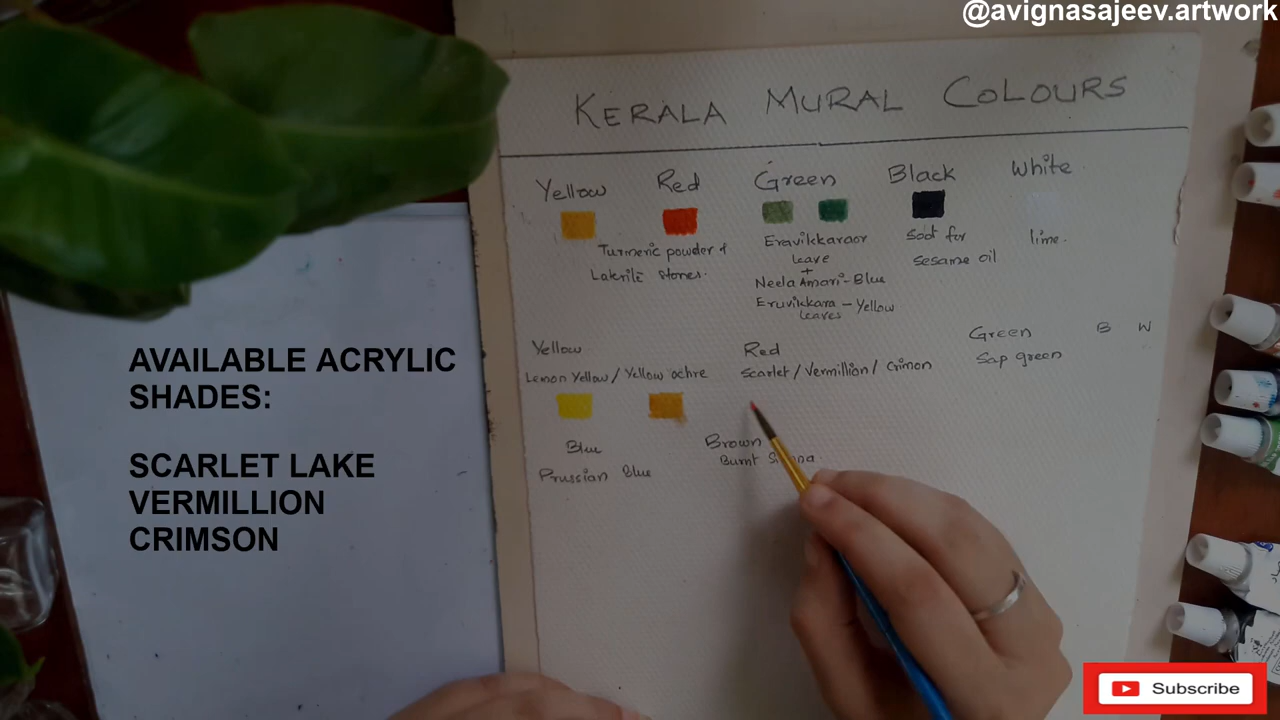 @avignasajeev.artwork
KERALA MURAL COLOURS
Yellow Red Green Black White
Turmeric powder +
Laterite stones.
Eravikkaraor
leave
+
Neela Amari - Blue
Eruvikkara - Yellow
leaves
Soot for
sesame oil
lime.
Yellow
Lemon Yellow / Yellow ochre
Red
Scarlet / Vermillion / Crimon
Green
Sap green
B W
Blue
Prussian Blue
Brown
Burnt
AVAILABLE ACRYLIC
SHADES:
SCARLET LAKE
VERMILLION
CRIMSON
Subscribe